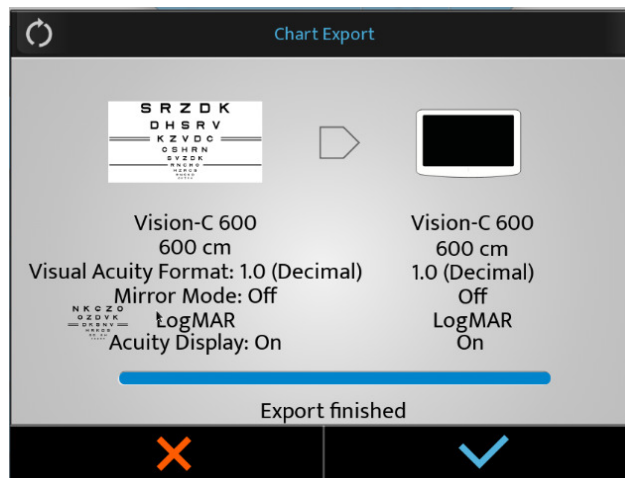 Chart Export
S R Z D K
D H S R V
K Z V D C
O S H R N
S V Z D K
R N C K O
Vision-C 600
600 cm
Visual Acuity Format: 1.0 (Decimal)
Mirror Mode: Off
LogMAR
Acuity Display: On
N K C Z O
O Z D V K
D K S N V
Vision-C 600
600 cm
1.0 (Decimal)
Off
LogMAR
On
Export finished